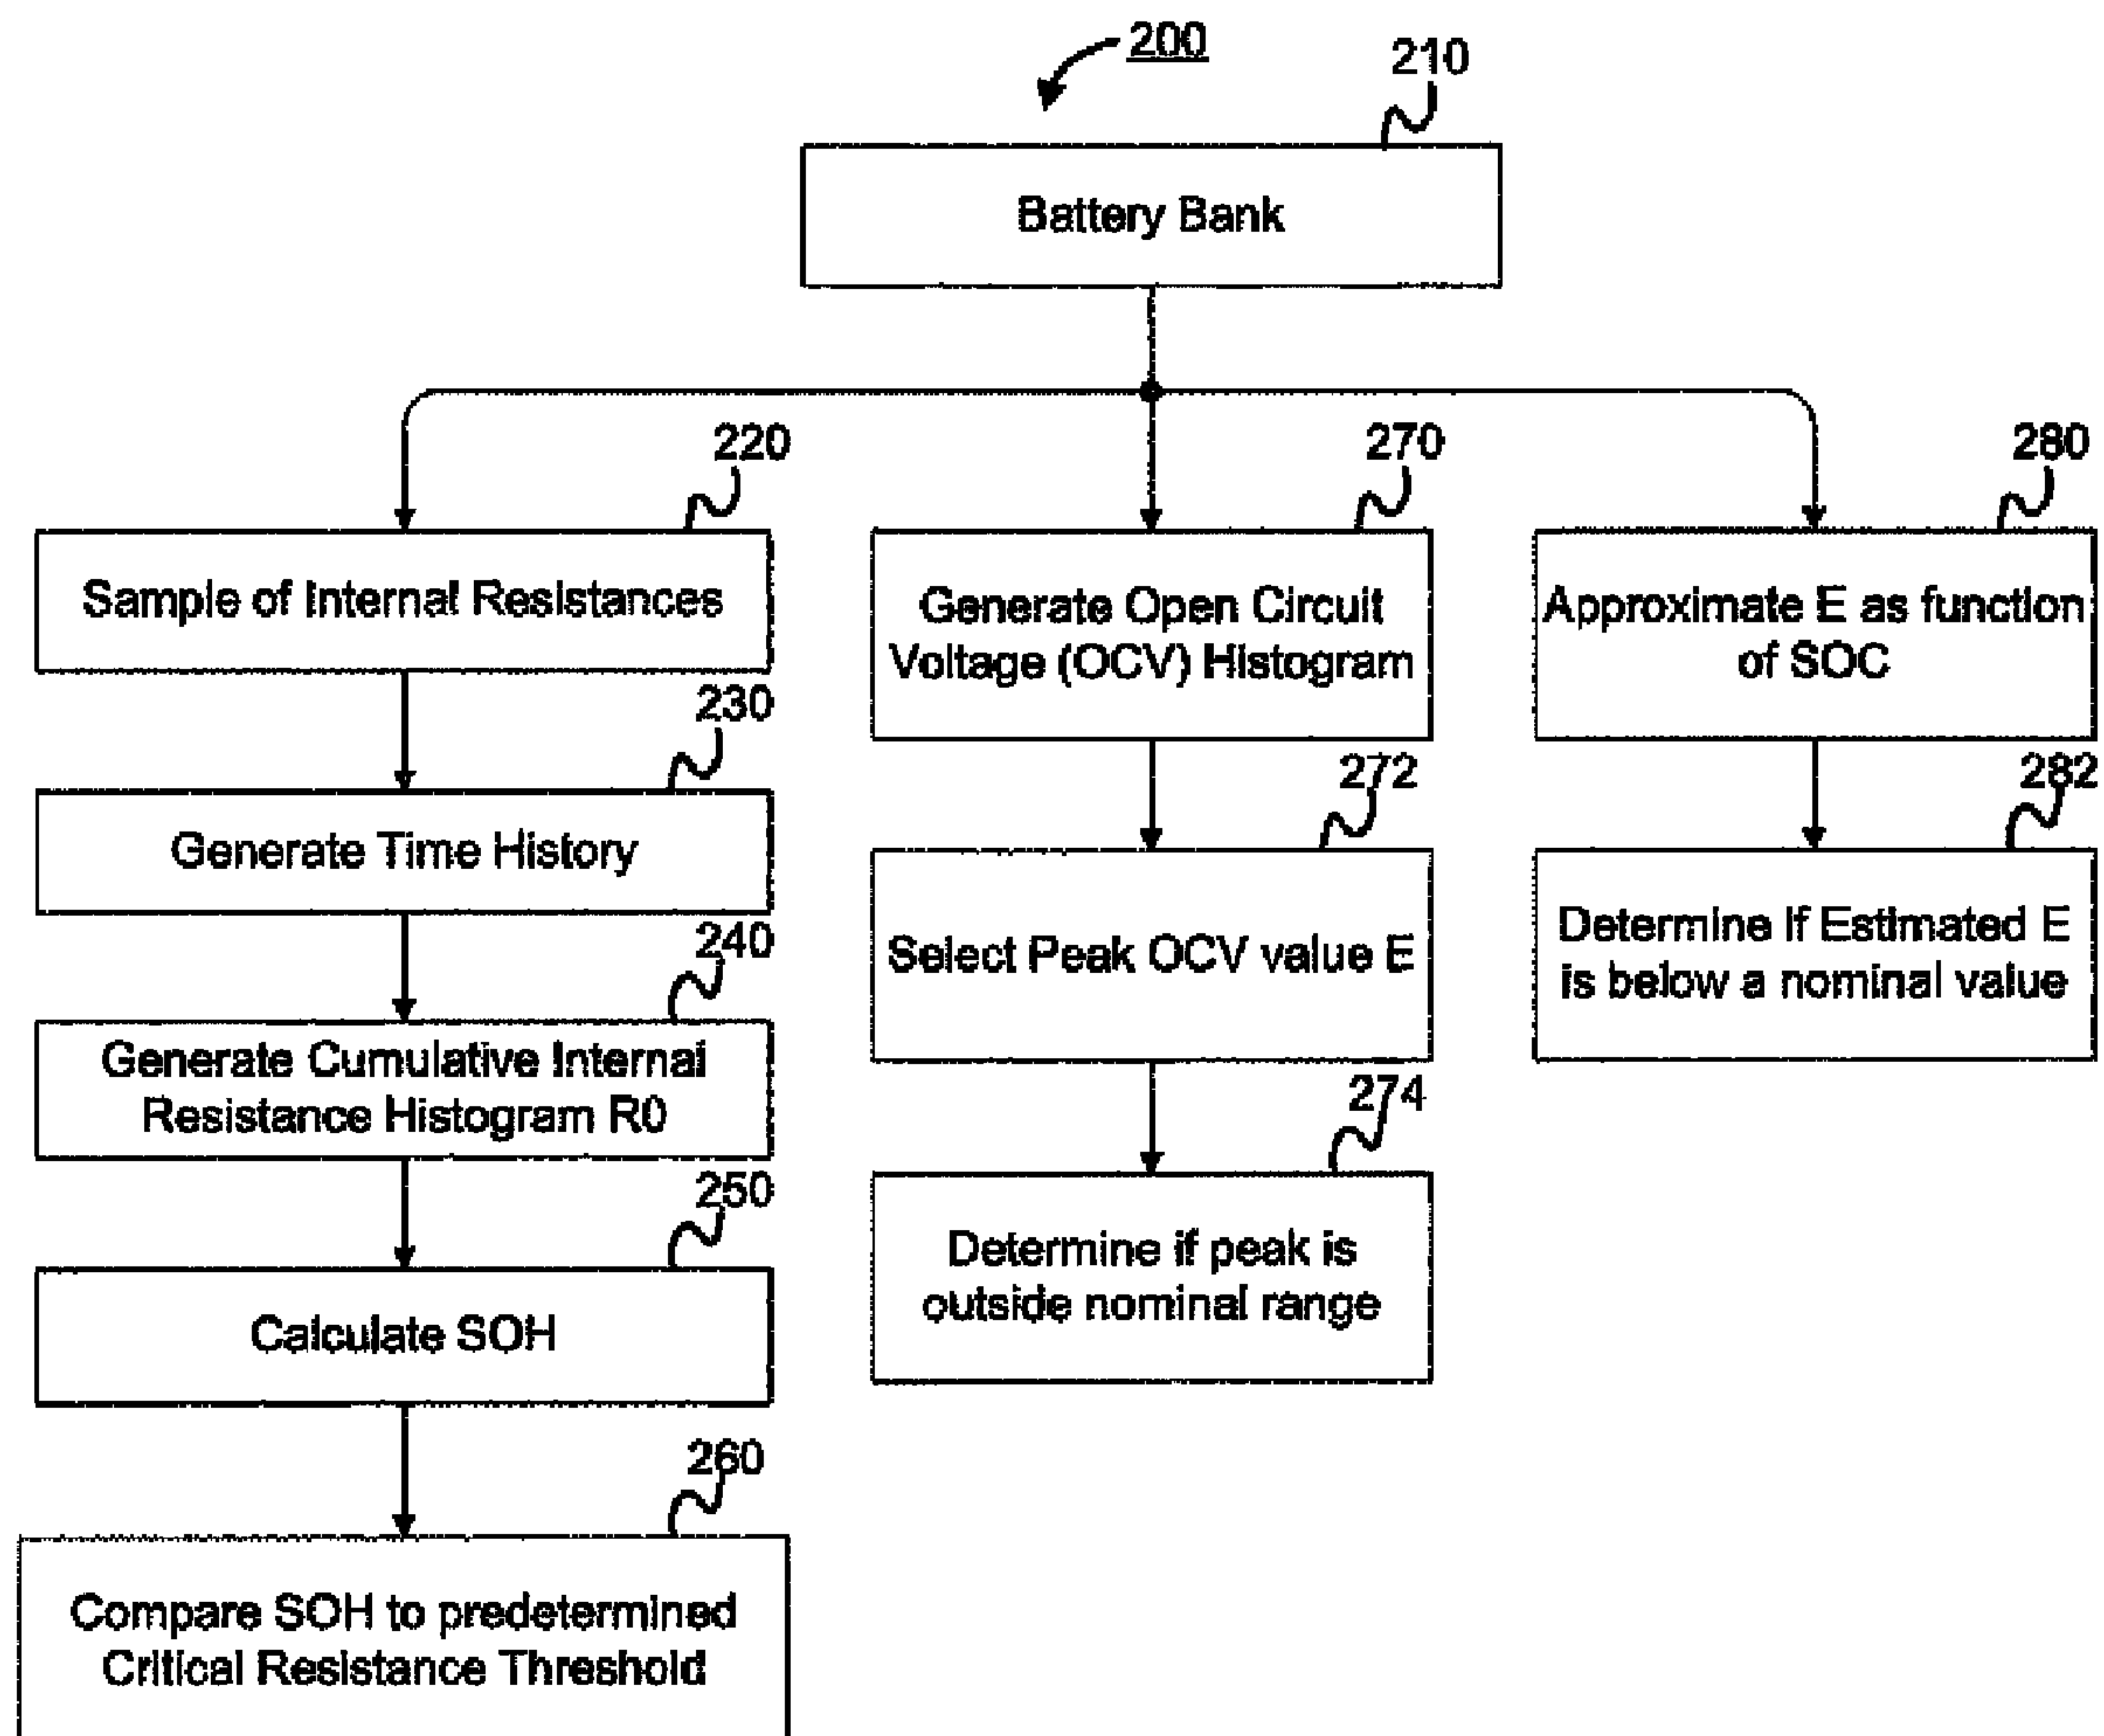 200
210
Battery Bank
220
Sample of Internal Resistances
230
Generate Time History
240
Generate Cumulative Internal
Resistance Histogram R0
250
Calculate SOH
260
Compare SOH to predetermined
Critical Resistance Threshold
270
Generate Open Circuit
Voltage (OCV) Histogram
272
Select Peak OCV value E
274
Determine if peak is
outside nominal range
280
Approximate E as function
of SOC
282
Determine if Estimated E
is below a nominal value